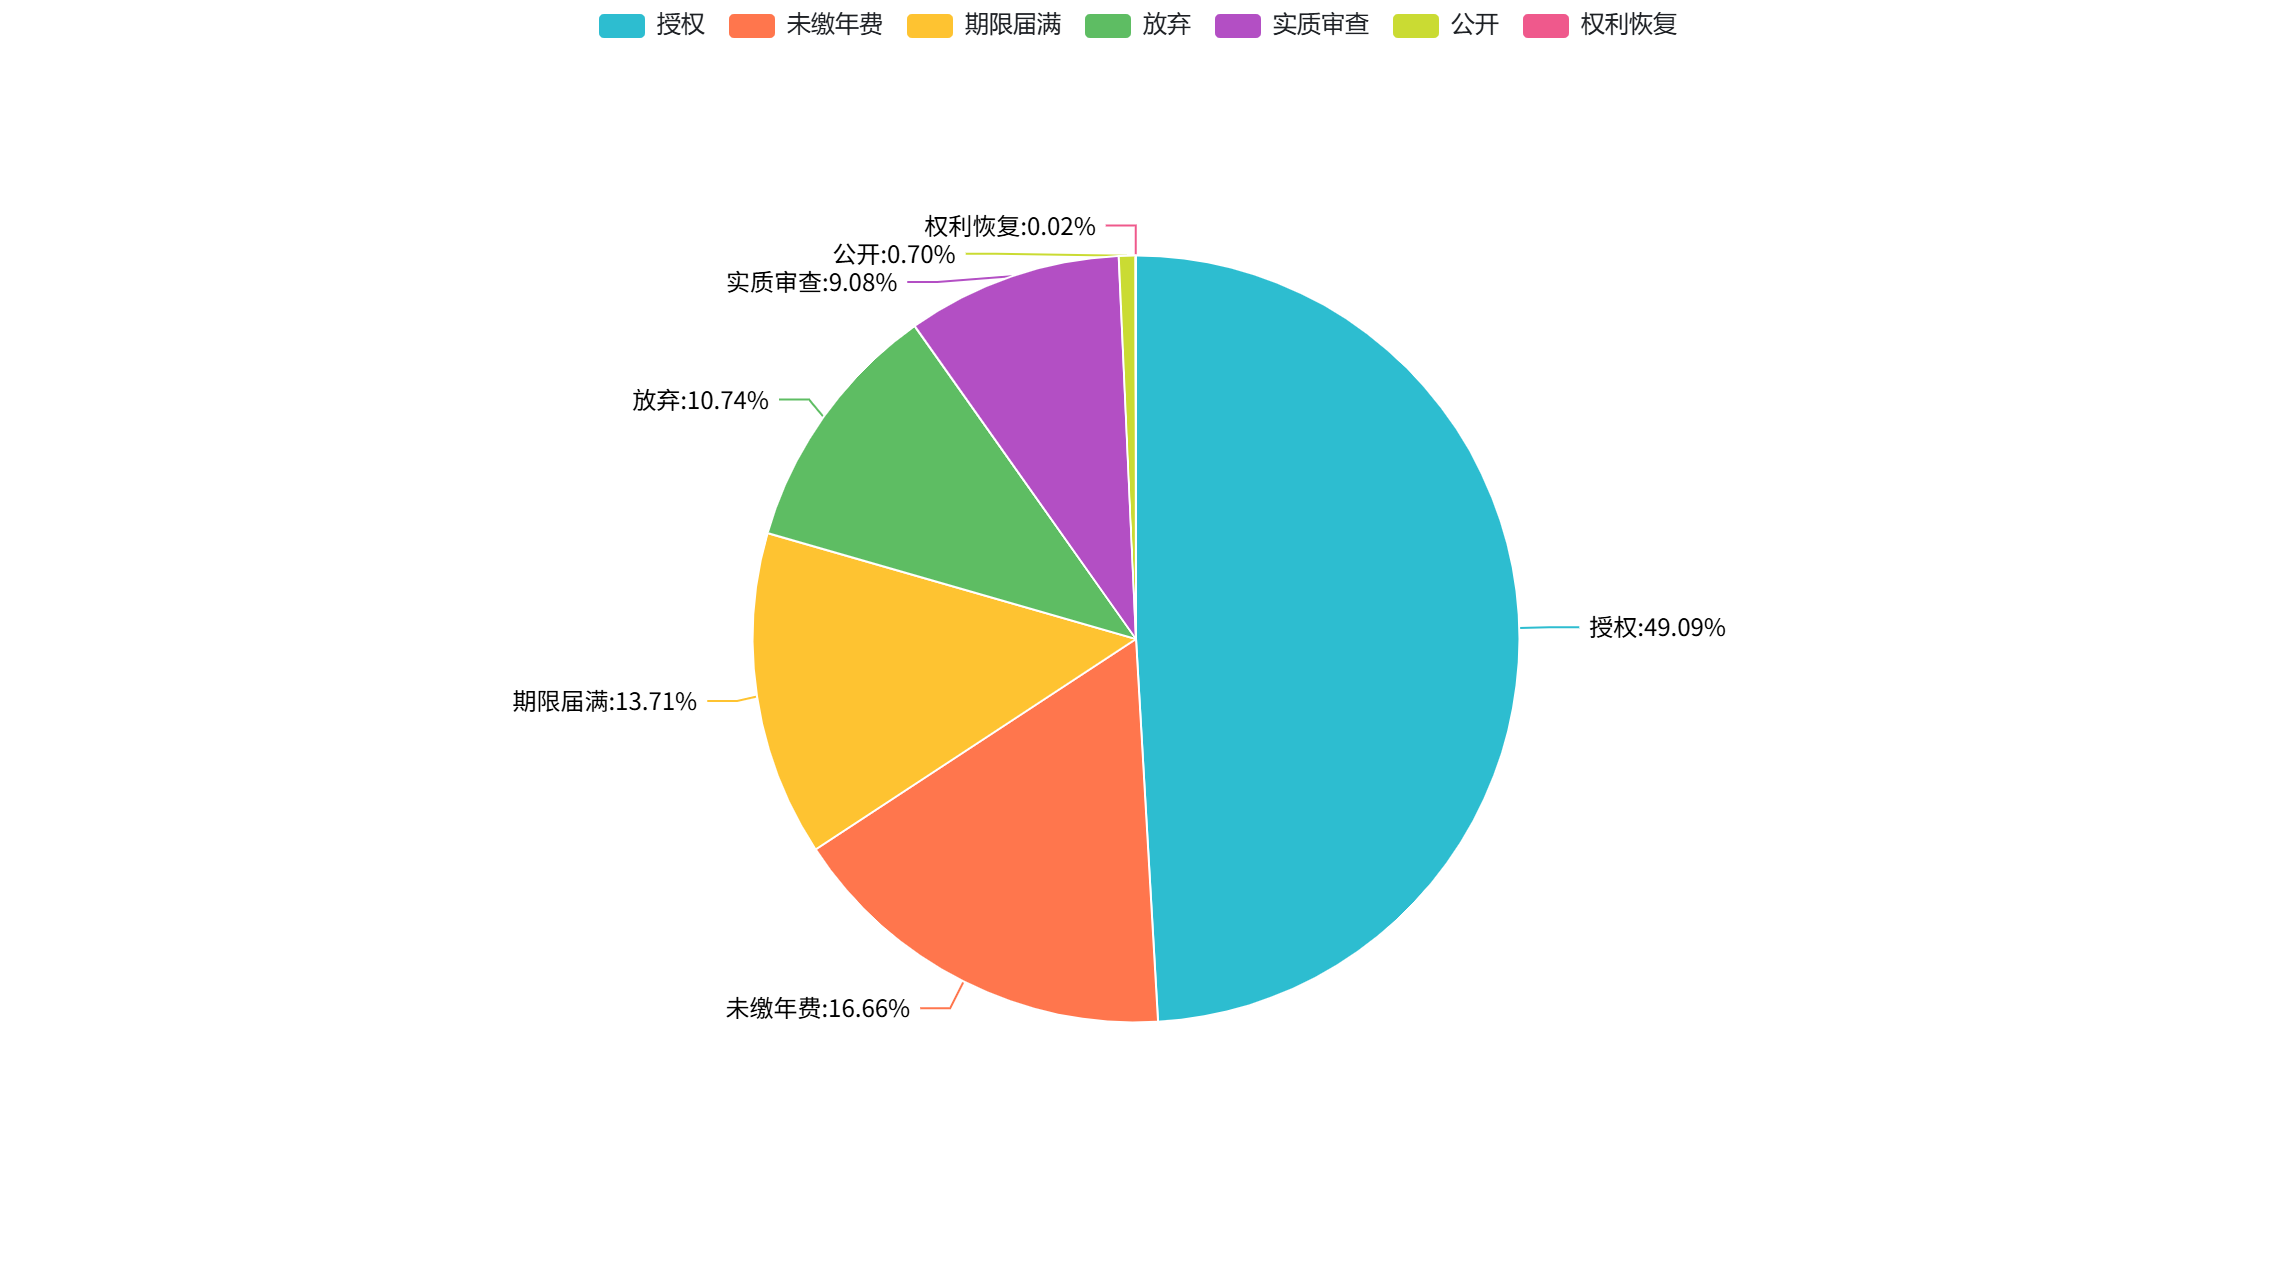 授权 未缴年费 期限届满 放弃 实质审查 公开 权利恢复
权利恢复:0.02%
公开:0.70%
实质审查:9.08%
放弃:10.74%
授权:49.09%
期限届满:13.71%
未缴年费:16.66%